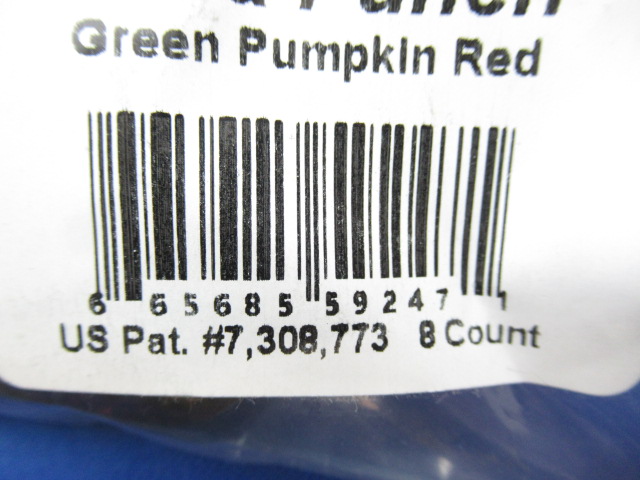 Green Pumpkin Red
6 65685 59247 1
US Pat. #7,308,773 8 Count